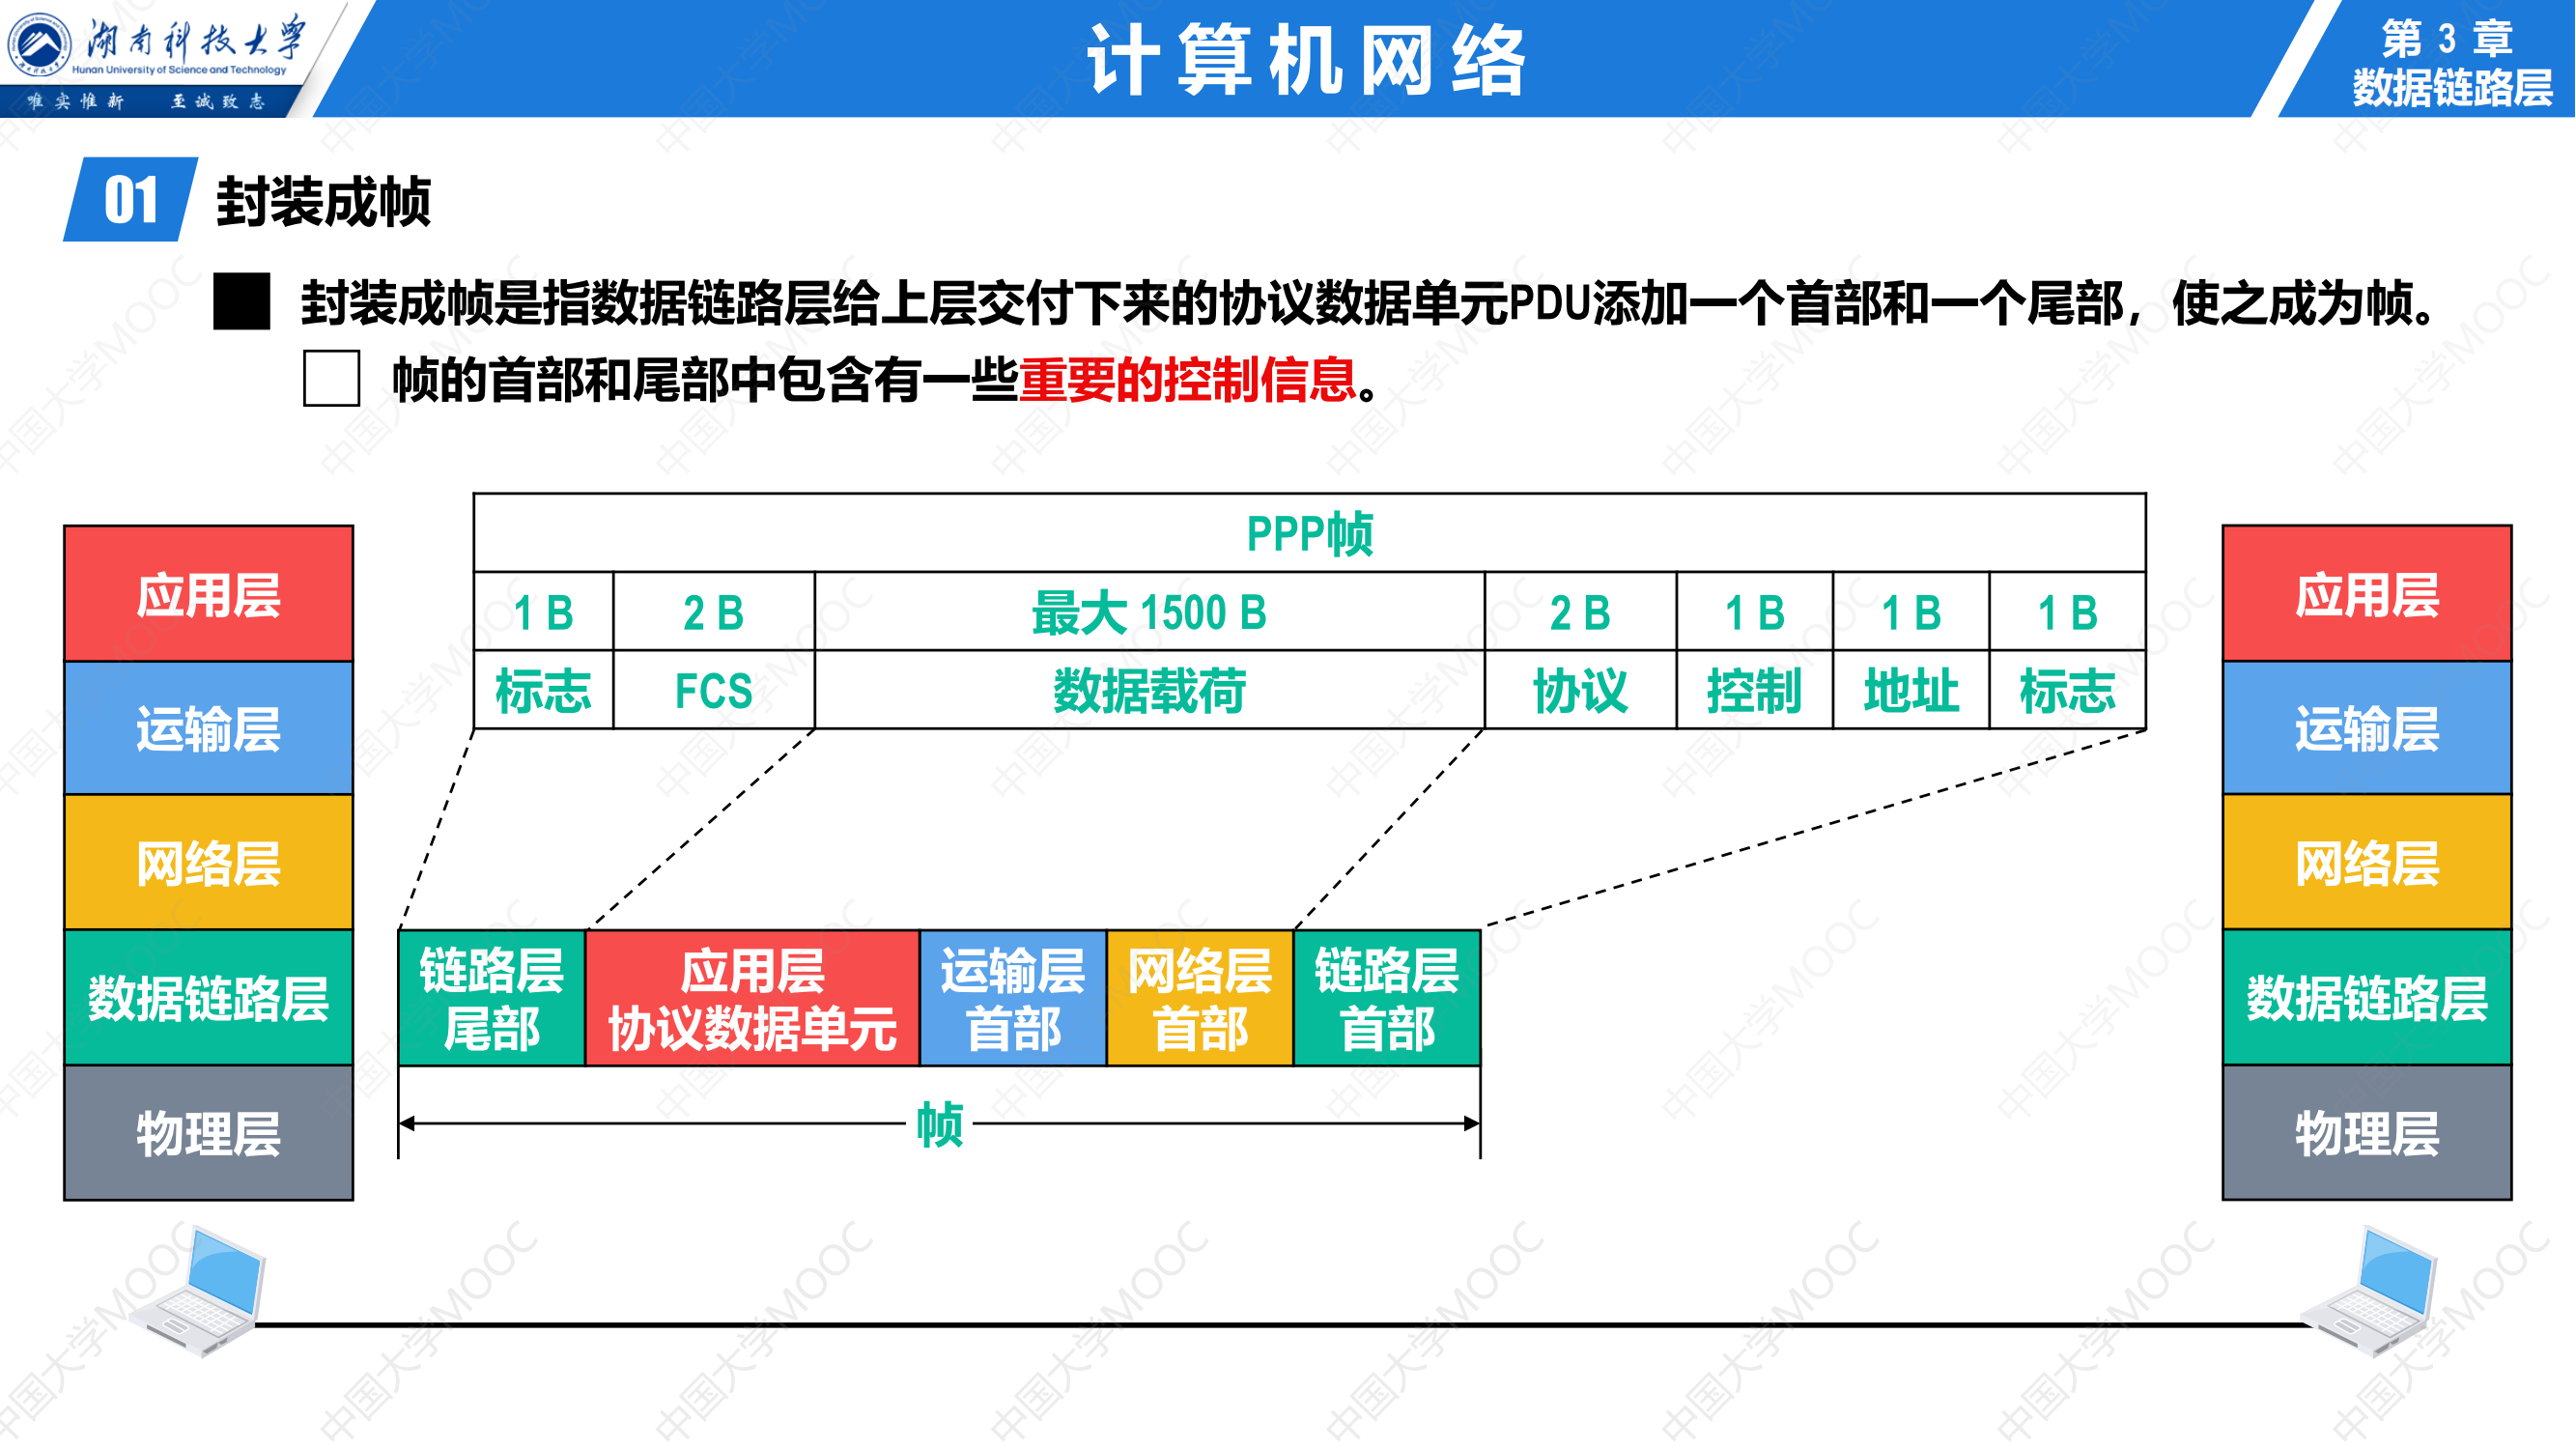 湖南科技大学
Hunan University of Science and Technology
唯实惟新 至诚致志
计算机网络
第 3 章
数据链路层
01 封装成帧
封装成帧是指数据链路层给上层交付下来的协议数据单元PDU添加一个首部和一个尾部，使之成为帧。
帧的首部和尾部中包含有一些重要的控制信息。
PPP帧
1 B 2 B 最大 1500 B 2 B 1 B 1 B 1 B
标志 FCS 数据载荷 协议 控制 地址 标志
应用层
运输层
网络层
数据链路层
物理层
链路层
尾部
应用层
协议数据单元
运输层
首部
网络层
首部
链路层
首部
帧
应用层
运输层
网络层
数据链路层
物理层
中国大学MOOC